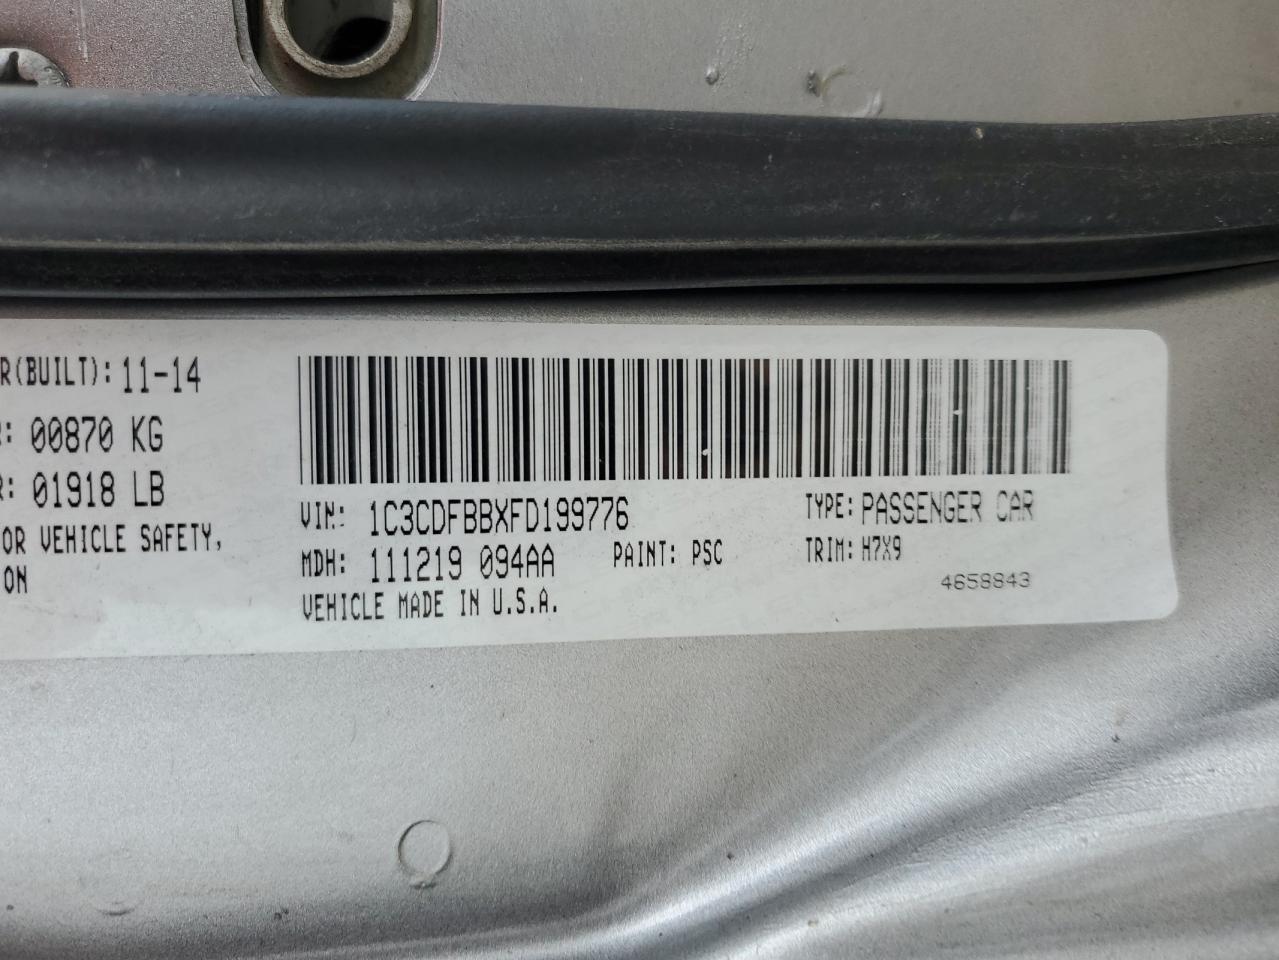 R(BUILT): 11-14
R: 00870 KG
R: 01918 LB
OR VEHICLE SAFETY,
ON
VIN: 1C3CDFBBXFD199776
TYPE: PASSENGER CAR
MDH: 111219 094AA
PAINT: PSC
TRIM: H7X9
VEHICLE MADE IN U.S.A.
4658843